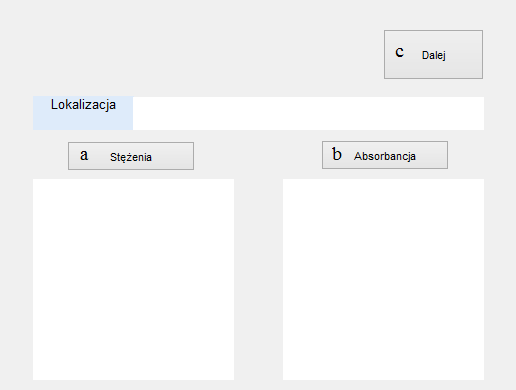 c Dalej
Lokalizacja
a Stężenia
b Absorbancja